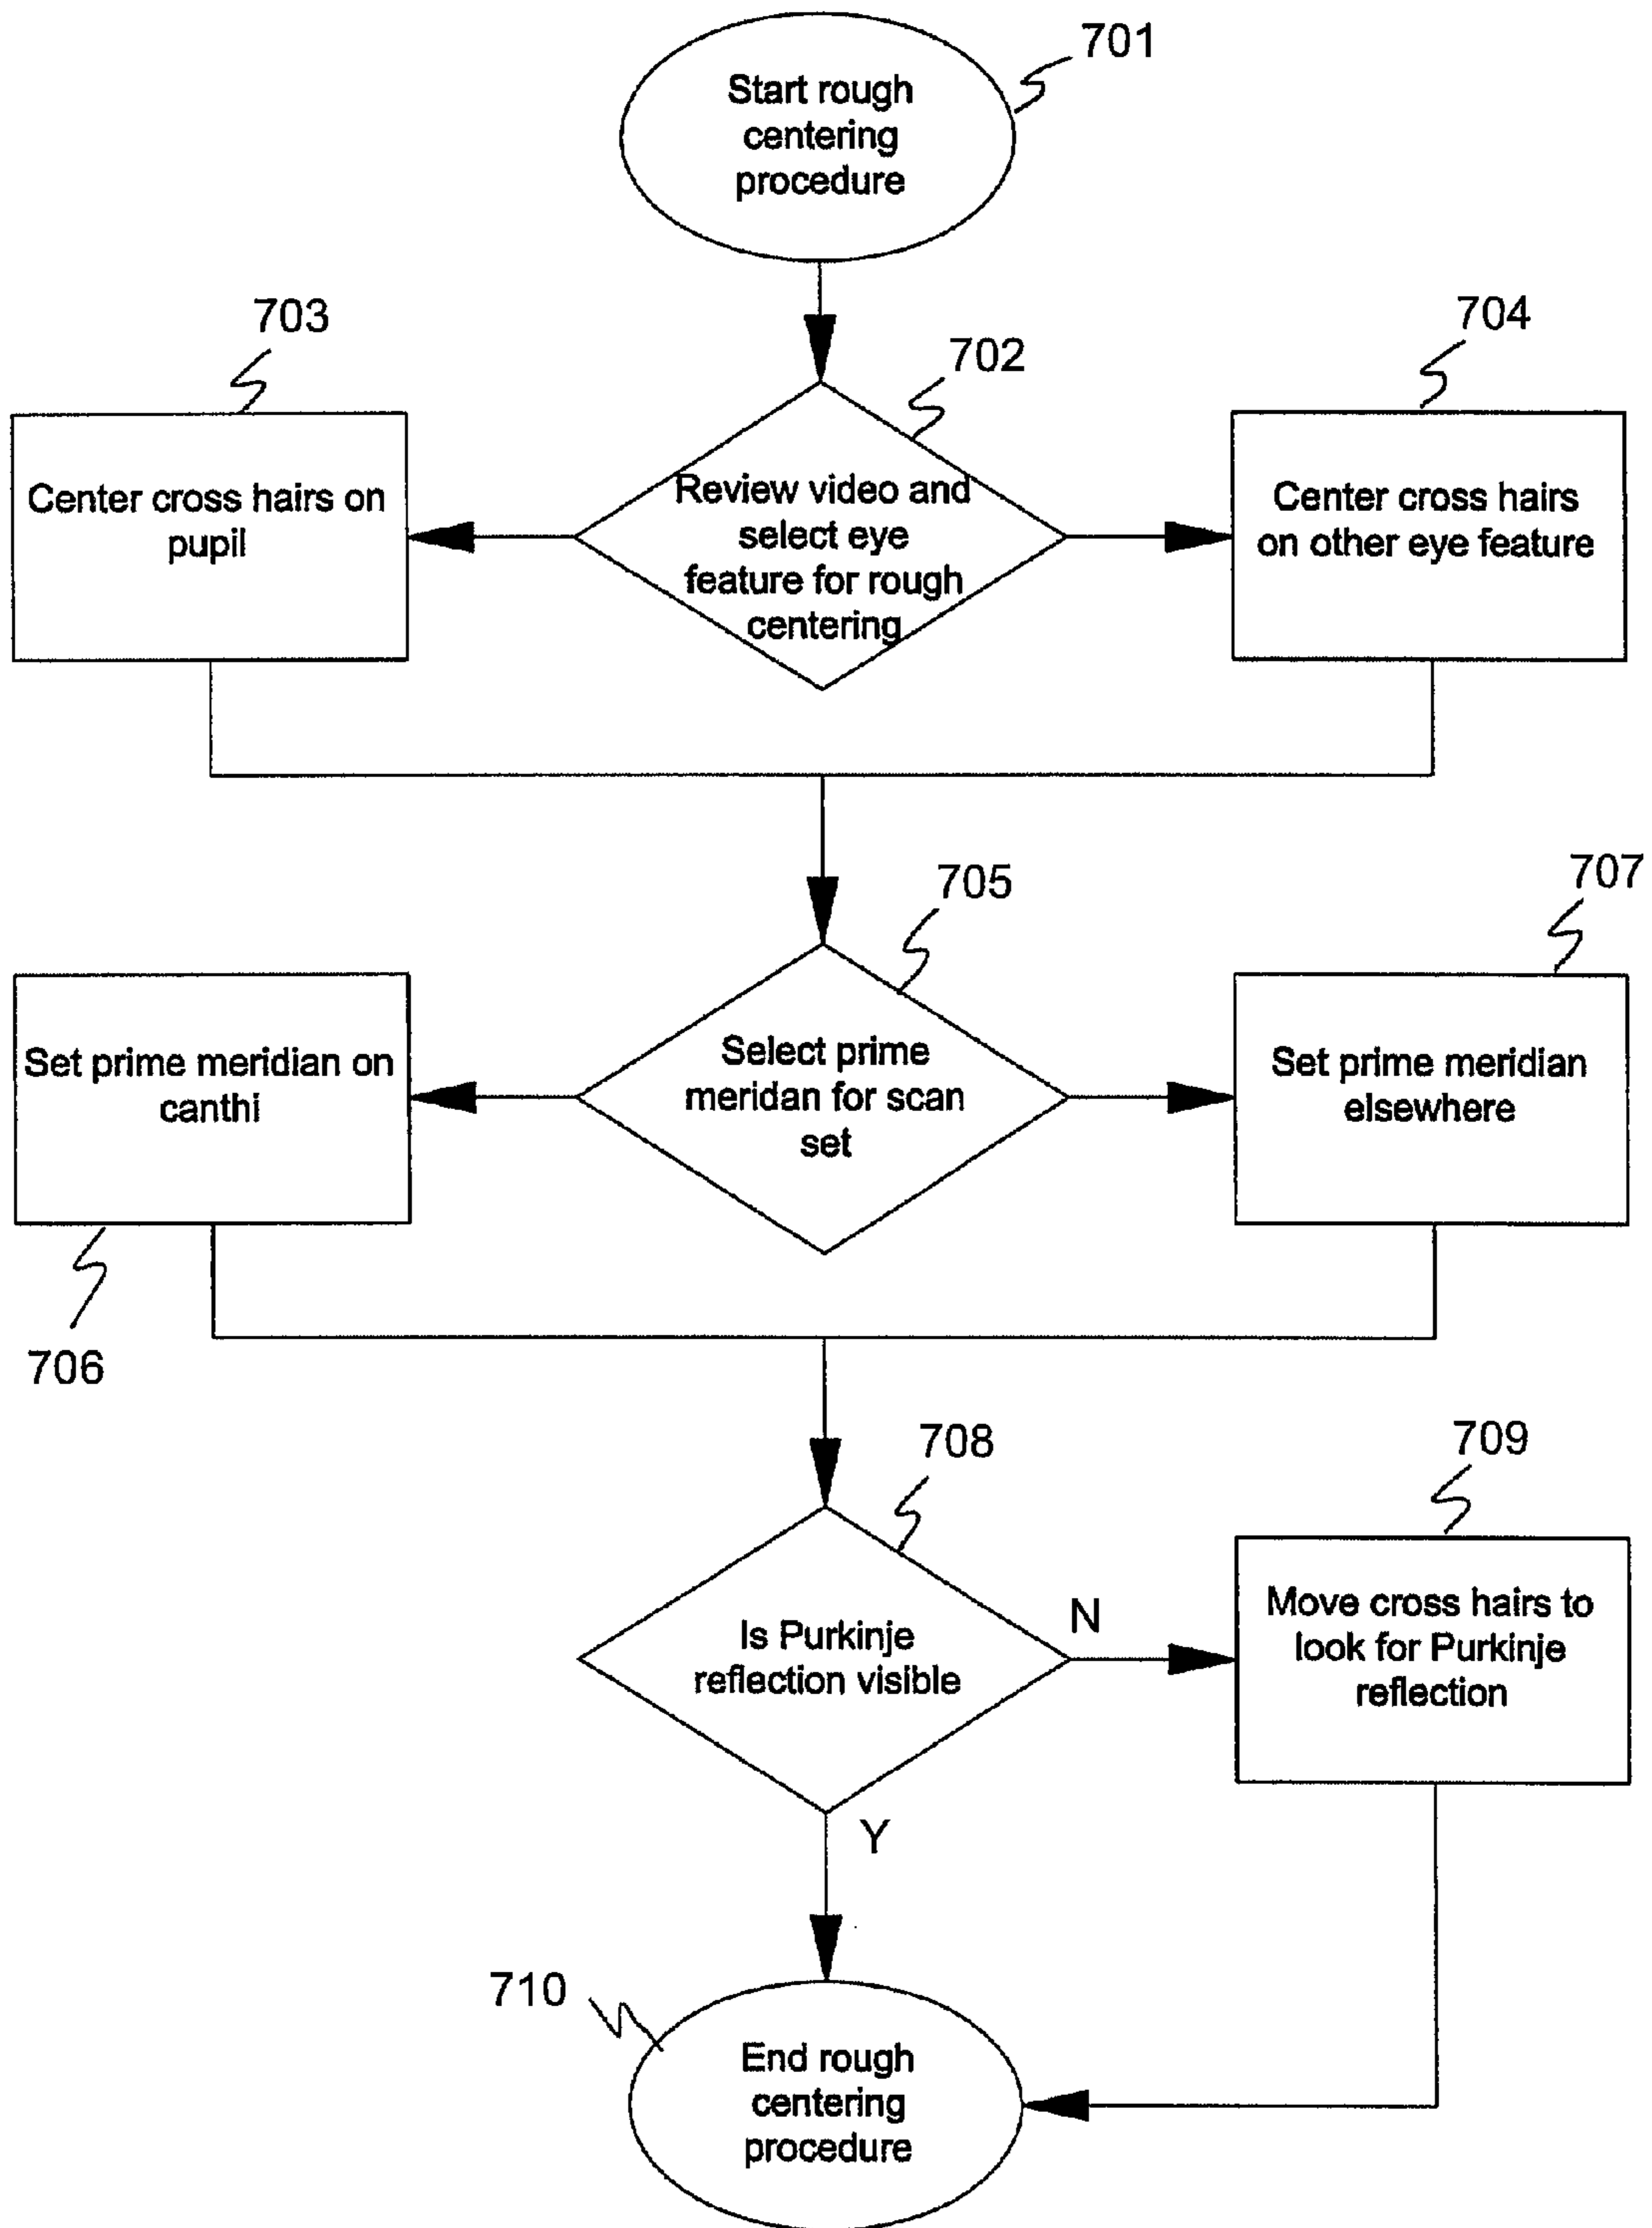 701
Start rough
centering
procedure
703
702
704
Center cross hairs on
pupil
Review video and
select eye
feature for rough
centering
Center cross hairs
on other eye feature
705
707
Set prime meridian on
canthi
Select prime
meridan for scan
set
Set prime meridian
elsewhere
706
708
709
Is Purkinje
reflection visible
N
Move cross hairs to
look for Purkinje
reflection
Y
710
End rough
centering
procedure